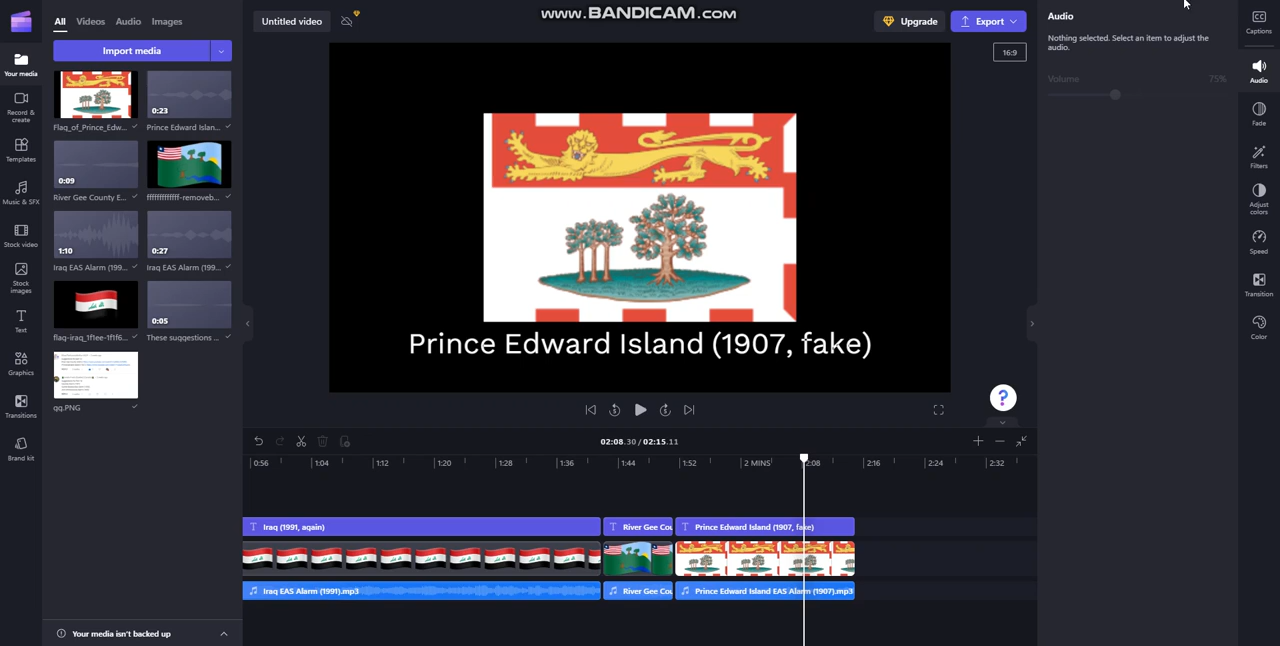 www.BANDICAM.com
All Videos Audio Images
Import media
Untitled video
Upgrade
Export
Audio
Nothing selected. Select an item to adjust the audio.
Volume 75%
16:9
Your media
Record & create
Templates
Music & SFX
Stock video
Stock images
Text
Graphics
Transitions
Brand kit
Flag_of_Prince_Edw...
0:23
Prince Edward Islan...
0:09
River Gee County E...
ffffffffffffff-removeb...
1:10
Iraq EAS Alarm (199...
0:27
Iraq EAS Alarm (199...
flag-iraq_1f1ee-1f1f6...
0:05
These suggestions ...
qq.PNG
Your media isn't backed up
Prince Edward Island (1907, fake)
?
02:08.30 / 02:15.11
0:56 1:04 1:12 1:20 1:28 1:36 1:44 1:52 2 MINS 2:08 2:16 2:24 2:32
Iraq (1991, again)
River Gee Cou
Prince Edward Island (1907, fake)
Iraq EAS Alarm (1991).mp3
River Gee Cou
Prince Edward Island EAS Alarm (1907).mp3
Captions
Audio
Fade
Filters
Adjust colors
Speed
Transition
Color